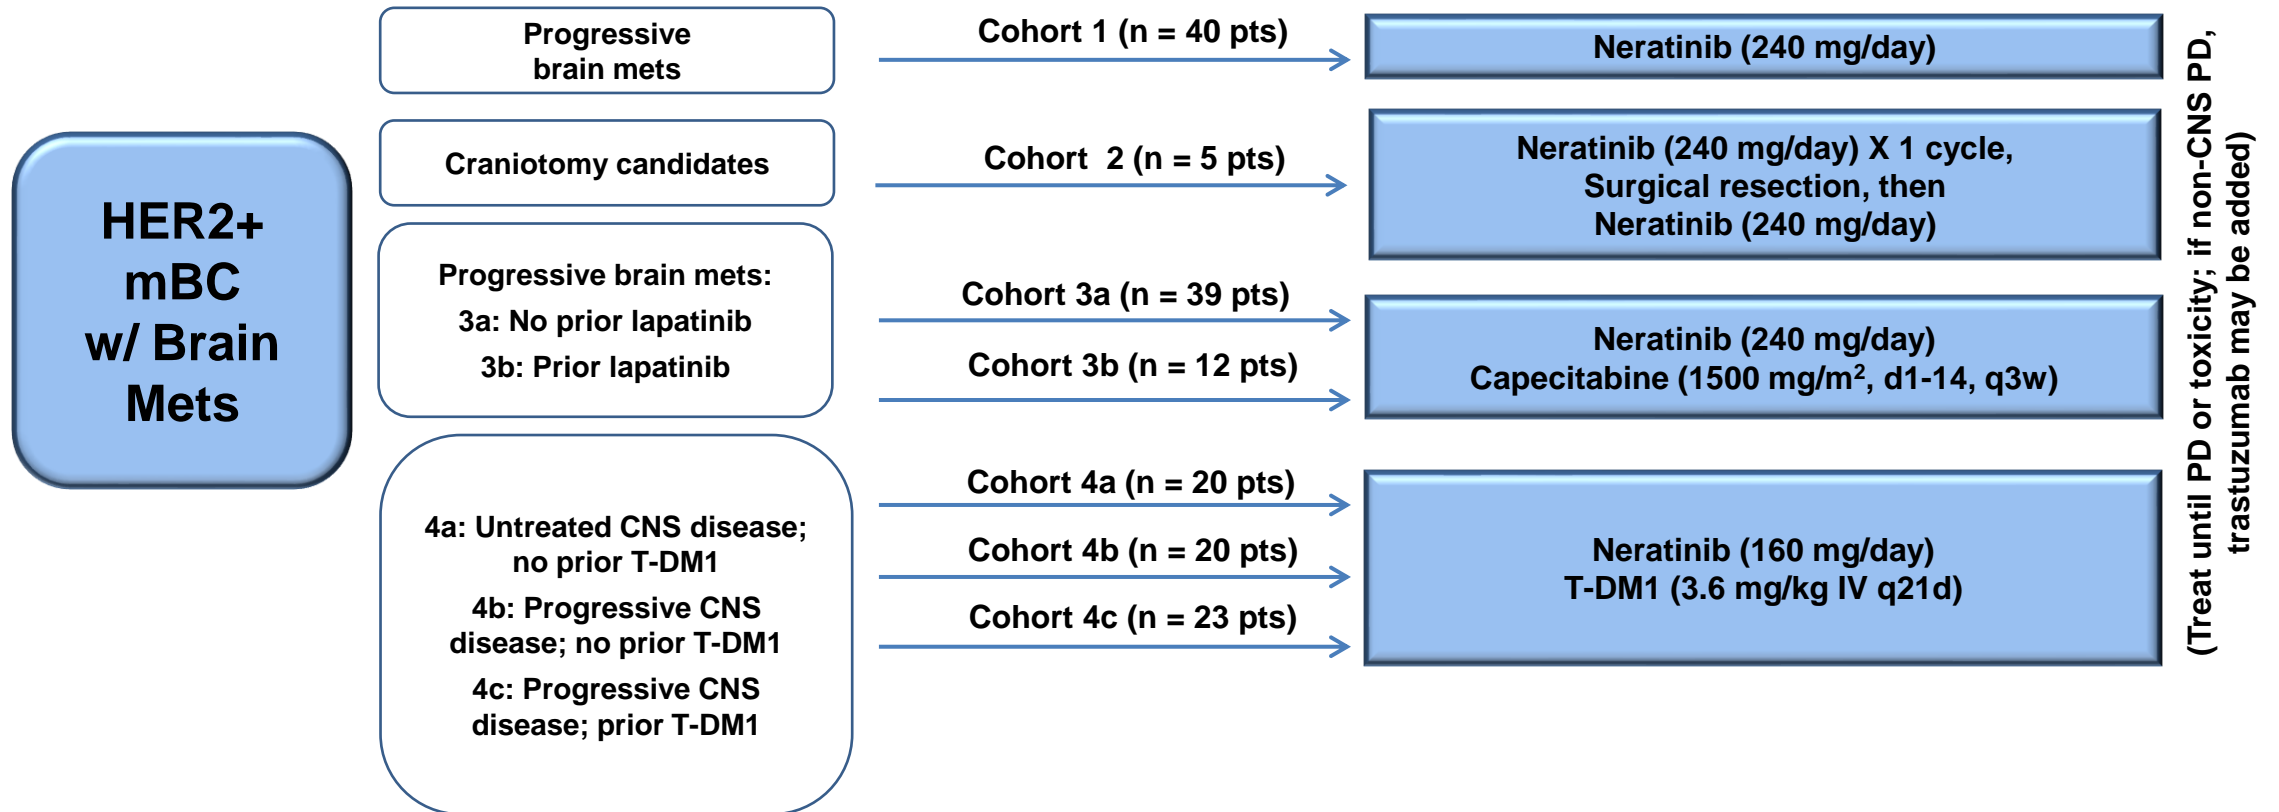 HER2+
mBC
w/ Brain
Mets
Progressive
brain mets
Cohort 1 (n = 40 pts)
Neratinib (240 mg/day)
Craniotomy candidates
Cohort  2 (n = 5 pts)
Neratinib (240 mg/day) X 1 cycle,
Surgical resection, then
Neratinib (240 mg/day)
Progressive brain mets:
3a: No prior lapatinib
3b: Prior lapatinib
Cohort 3a (n = 39 pts)
Cohort 3b (n = 12 pts)
Neratinib (240 mg/day)
Capecitabine (1500 mg/m², d1-14, q3w)
4a: Untreated CNS disease;
no prior T-DM1
4b: Progressive CNS
disease; no prior T-DM1
4c: Progressive CNS
disease; prior T-DM1
Cohort 4a (n = 20 pts)
Cohort 4b (n = 20 pts)
Cohort 4c (n = 23 pts)
Neratinib (160 mg/day)
T-DM1 (3.6 mg/kg IV q21d)
(Treat until PD or toxicity; if non-CNS PD,
trastuzumab may be added)